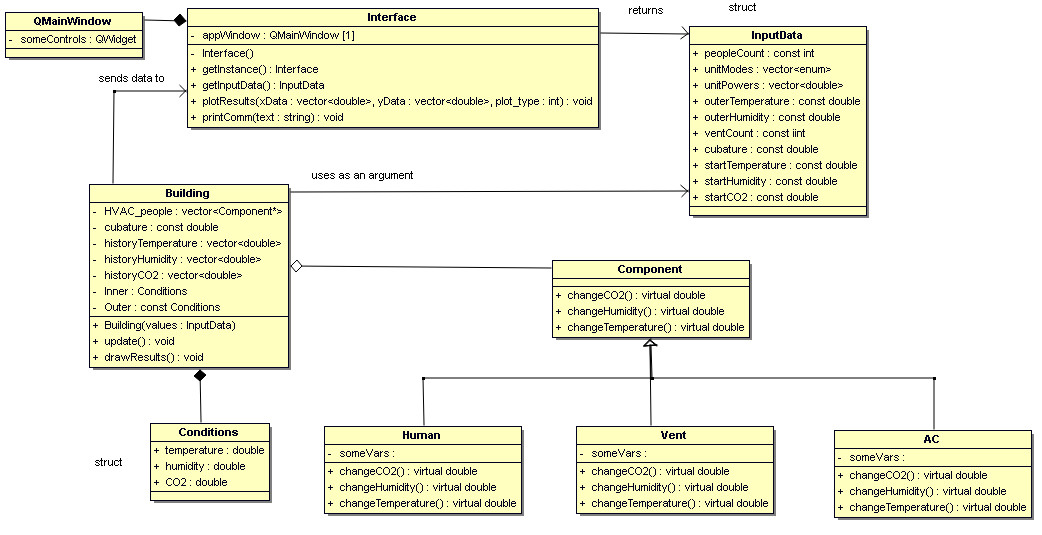 QMainWindow
- someControls : QWidget
Interface
- appWindow : QMainWindow [1]
- Interface()
+ getInstance() : Interface
+ getInputData() : InputData
+ plotResults(xData : vector<double>, yData : vector<double>, plot_type : int) : void
+ printComm(text : string) : void
returns
struct
InputData
+ peopleCount : const int
+ unitModes : vector<enum>
+ unitPowers : vector<double>
+ outerTemperature : const double
+ outerHumidity : const double
+ ventCount : const iint
+ cubature : const double
+ startTemperature : const double
+ startHumidity : const double
+ startCO2 : const double
sends data to
uses as an argument
Building
- HVAC_people : vector<Component*>
- cubature : const double
- historyTemperature : vector<double>
- historyHumidity : vector<double>
- historyCO2 : vector<double>
- Inner : Conditions
- Outer : const Conditions
+ Building(values : InputData)
+ update() : void
+ drawResults() : void
Component
+ changeCO2() : virtual double
+ changeHumidity() : virtual double
+ changeTemperature() : virtual double
struct
Conditions
+ temperature : double
+ humidity : double
+ CO2 : double
Human
- someVars :
+ changeCO2() : virtual double
+ changeHumidity() : virtual double
+ changeTemperature() : virtual double
Vent
- someVars :
+ changeCO2() : virtual double
+ changeHumidity() : virtual double
+ changeTemperature() : virtual double
AC
- someVars :
+ changeCO2() : virtual double
+ changeHumidity() : virtual double
+ changeTemperature() : virtual double